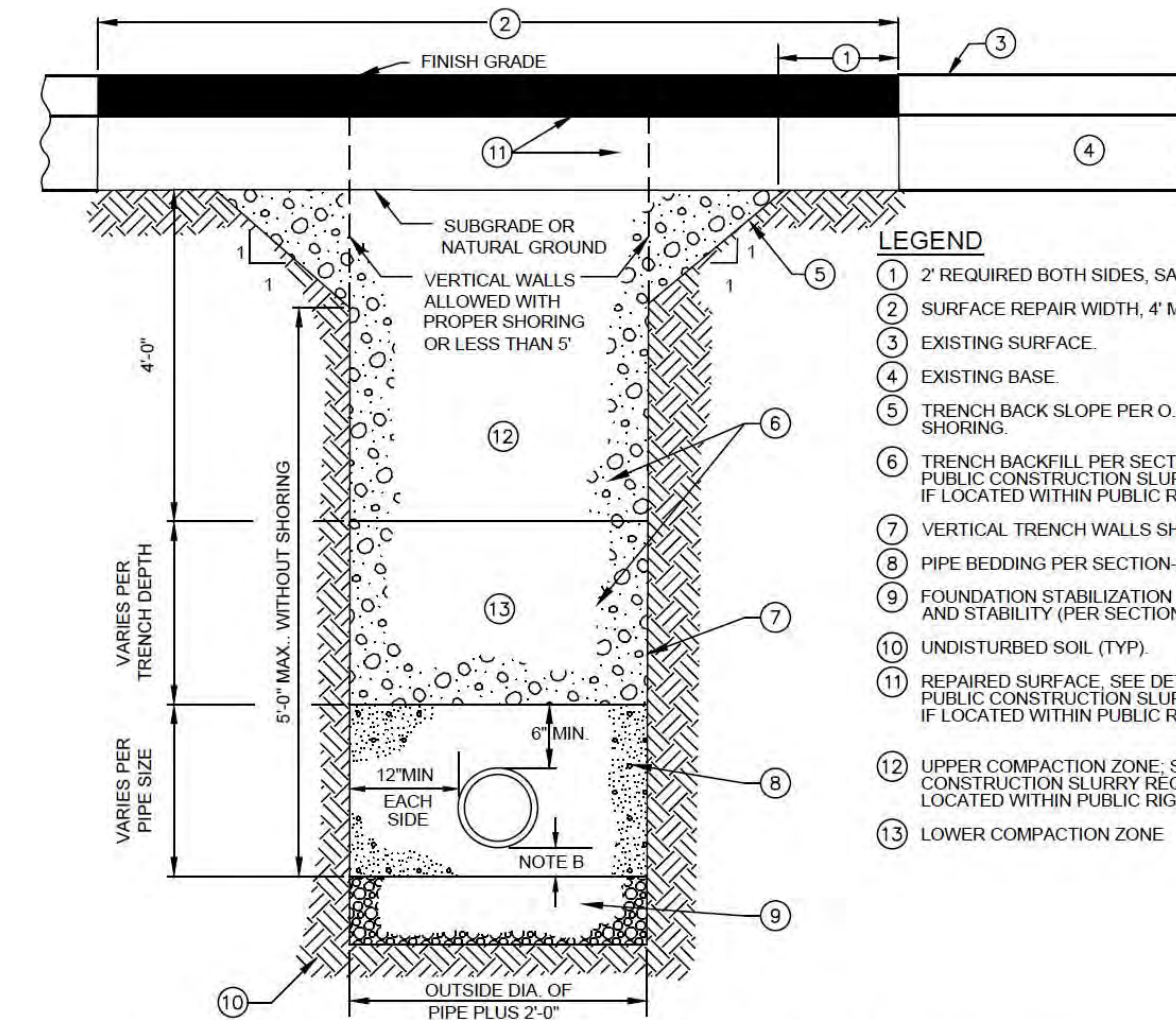 2
FINISH GRADE
1
3
11
4
SUBGRADE OR
NATURAL GROUND
1
1
1
1
VERTICAL WALLS
ALLOWED WITH
PROPER SHORING
OR LESS THAN 5'
5
4'-0"
12
6
5'-0" MAX.. WITHOUT SHORING
VARIES PER
TRENCH DEPTH
13
7
VARIES PER
PIPE SIZE
6" MIN.
12"MIN
EACH
SIDE
8
NOTE B
9
10
OUTSIDE DIA. OF
PIPE PLUS 2'-0"
LEGEND
1 2' REQUIRED BOTH SIDES, SA
2 SURFACE REPAIR WIDTH, 4' M
3 EXISTING SURFACE.
4 EXISTING BASE.
5 TRENCH BACK SLOPE PER O.
SHORING.
6 TRENCH BACKFILL PER SECT
PUBLIC CONSTRUCTION SLUR
IF LOCATED WITHIN PUBLIC R
7 VERTICAL TRENCH WALLS SH
8 PIPE BEDDING PER SECTION-
9 FOUNDATION STABILIZATION
AND STABILITY (PER SECTION
10 UNDISTURBED SOIL (TYP).
11 REPAIRED SURFACE, SEE DET
PUBLIC CONSTRUCTION SLUR
IF LOCATED WITHIN PUBLIC R
12 UPPER COMPACTION ZONE; S
CONSTRUCTION SLURRY REQ
LOCATED WITHIN PUBLIC RIG
13 LOWER COMPACTION ZONE